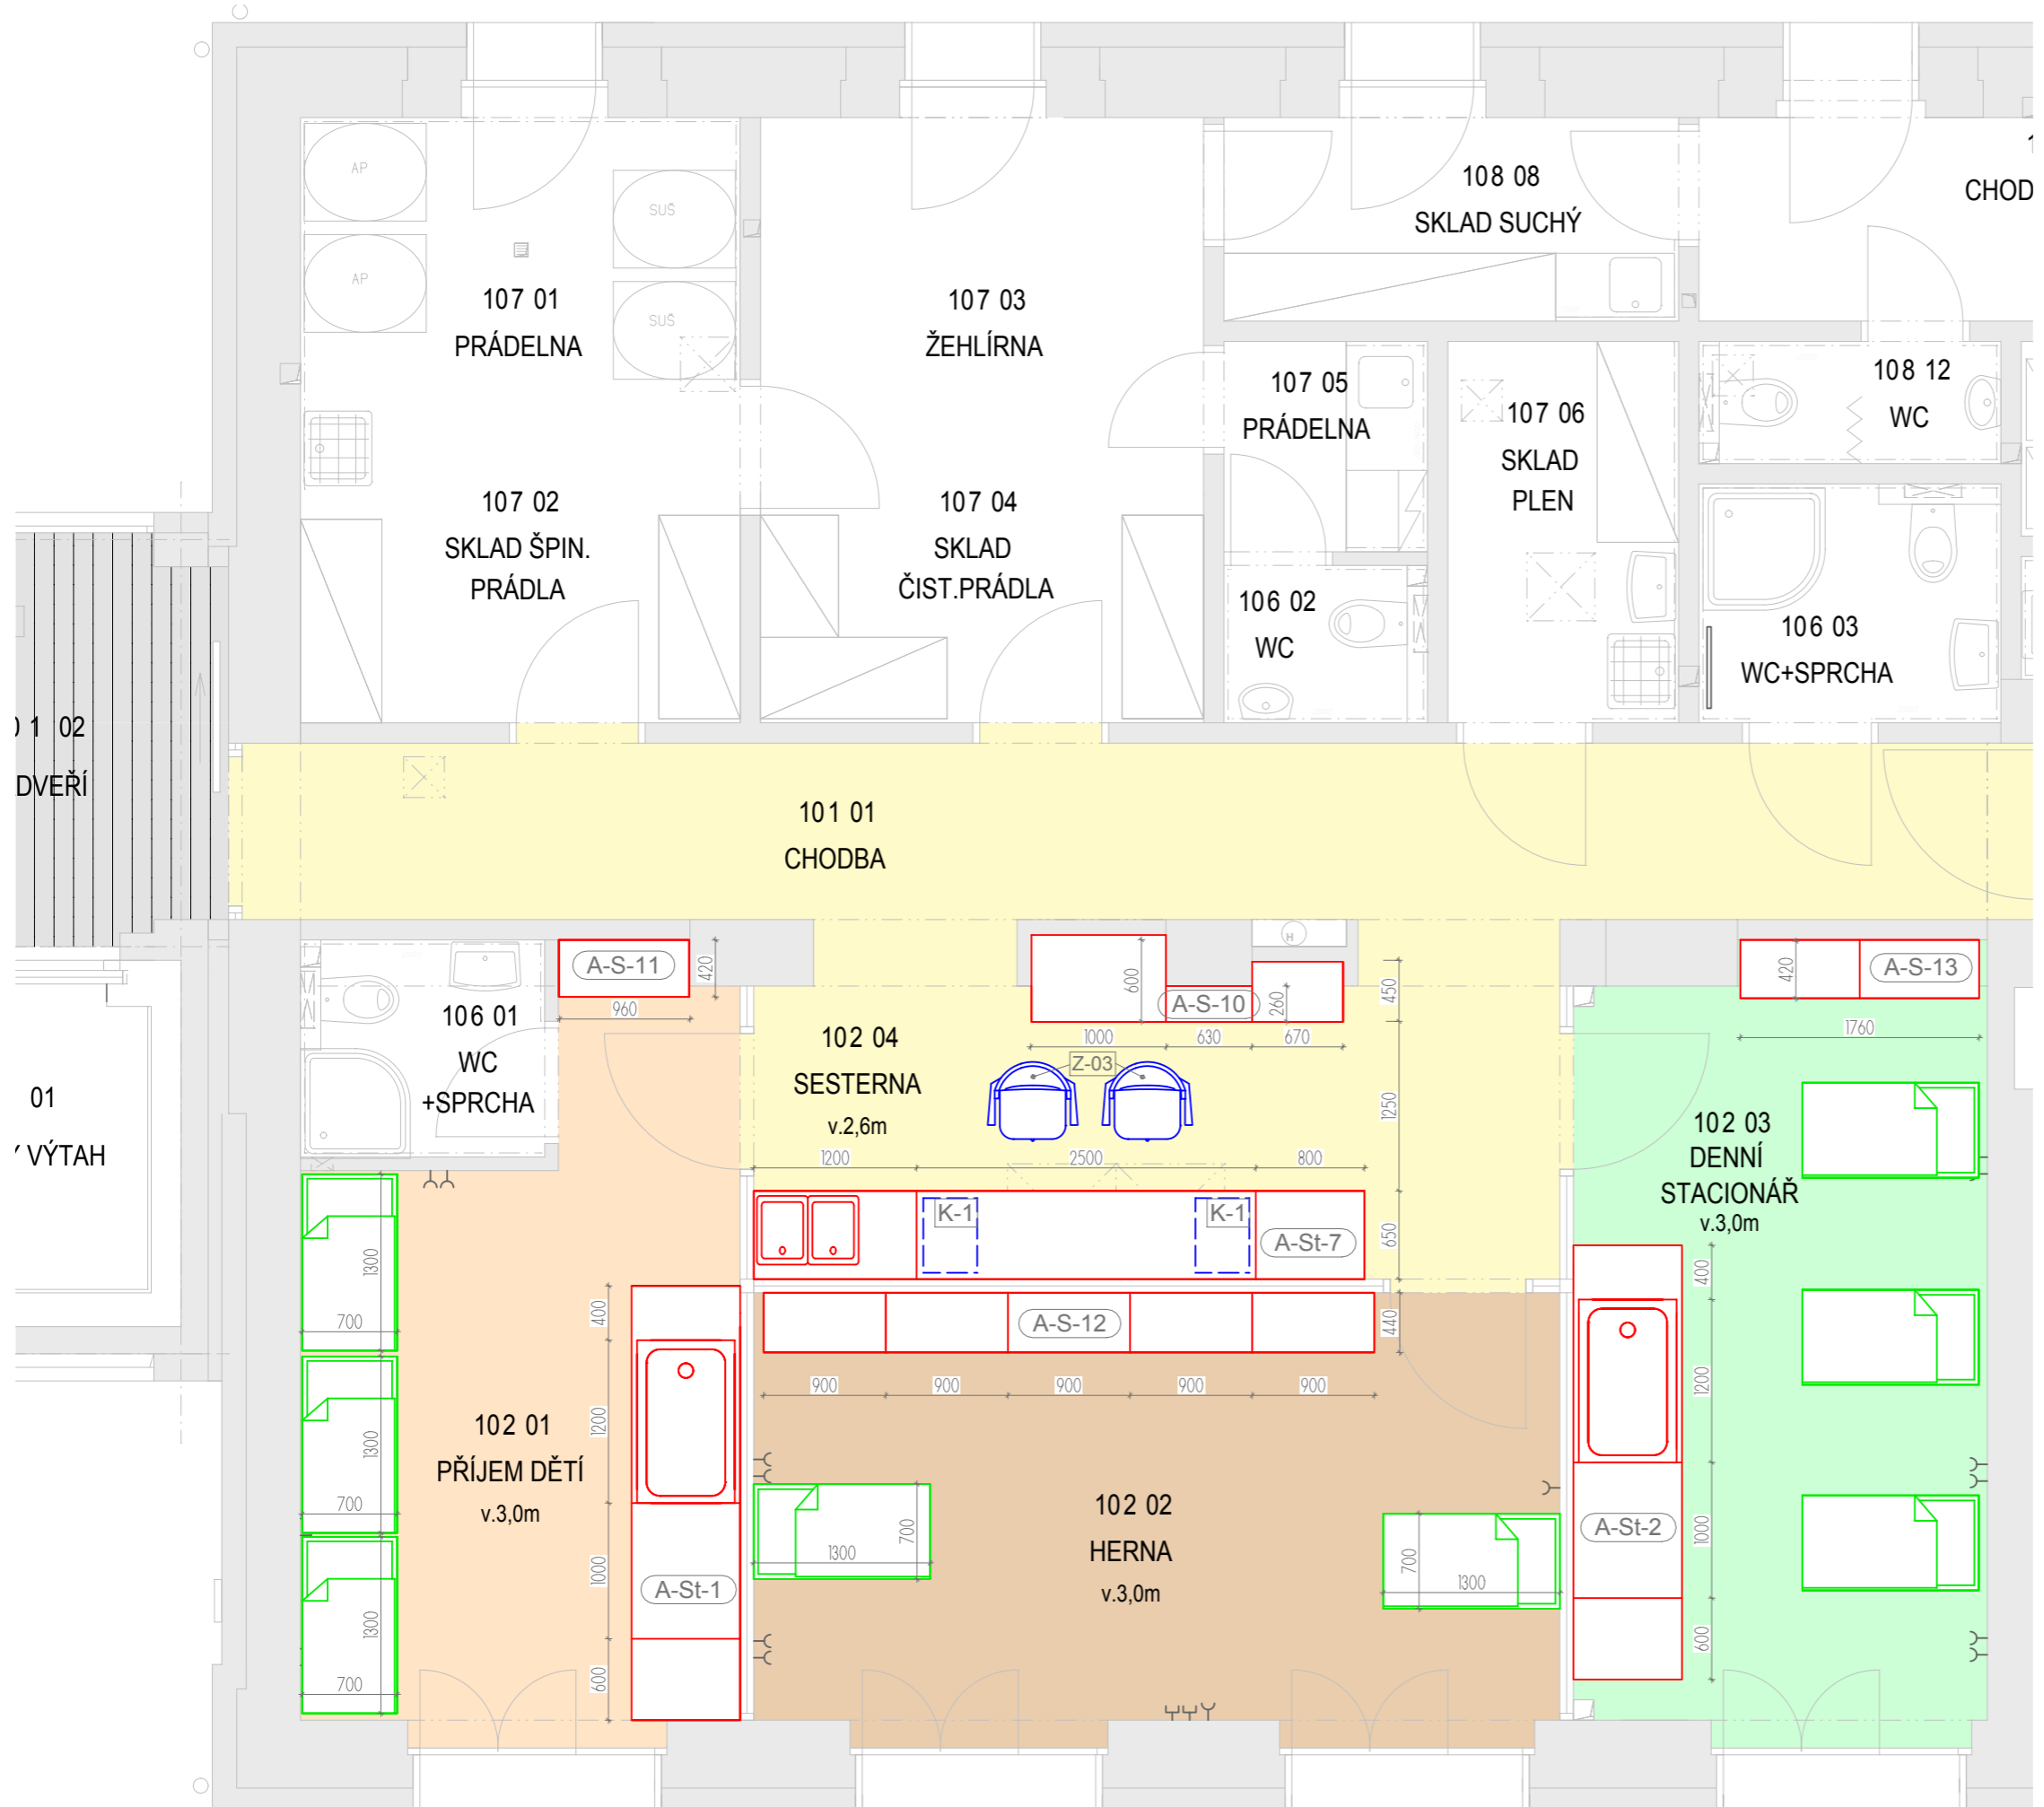 AP
SUŠ
AP
SUŠ
107 01
PRÁDELNA
107 03
ŽEHLÍRNA
108 08
SKLAD SUCHÝ
CHOD
107 05
PRÁDELNA
107 06
SKLAD
PLEN
108 12
WC
107 02
SKLAD ŠPIN.
PRÁDLA
107 04
SKLAD
ČIST.PRÁDLA
106 02
WC
106 03
WC+SPRCHA
1 02
DVEŘÍ
101 01
CHODBA
A-S-11
420
960
106 01
WC
+SPRCHA
01
VÝTAH
H
600
A-S-10
260
450
1000
630
670
102 04
SESTERNA
v.2,6m
Z-03
1250
1200
2500
800
K-1
K-1
A-St-7
650
A-S-13
420
1760
102 03
DENNÍ
STACIONÁŘ
v.3,0m
1300
700
1300
700
1300
700
400
1200
1000
600
A-St-1
102 01
PŘÍJEM DĚTÍ
v.3,0m
A-S-12
440
900
900
900
900
900
102 02
HERNA
v.3,0m
700
1300
700
1300
400
1200
1000
600
A-St-2